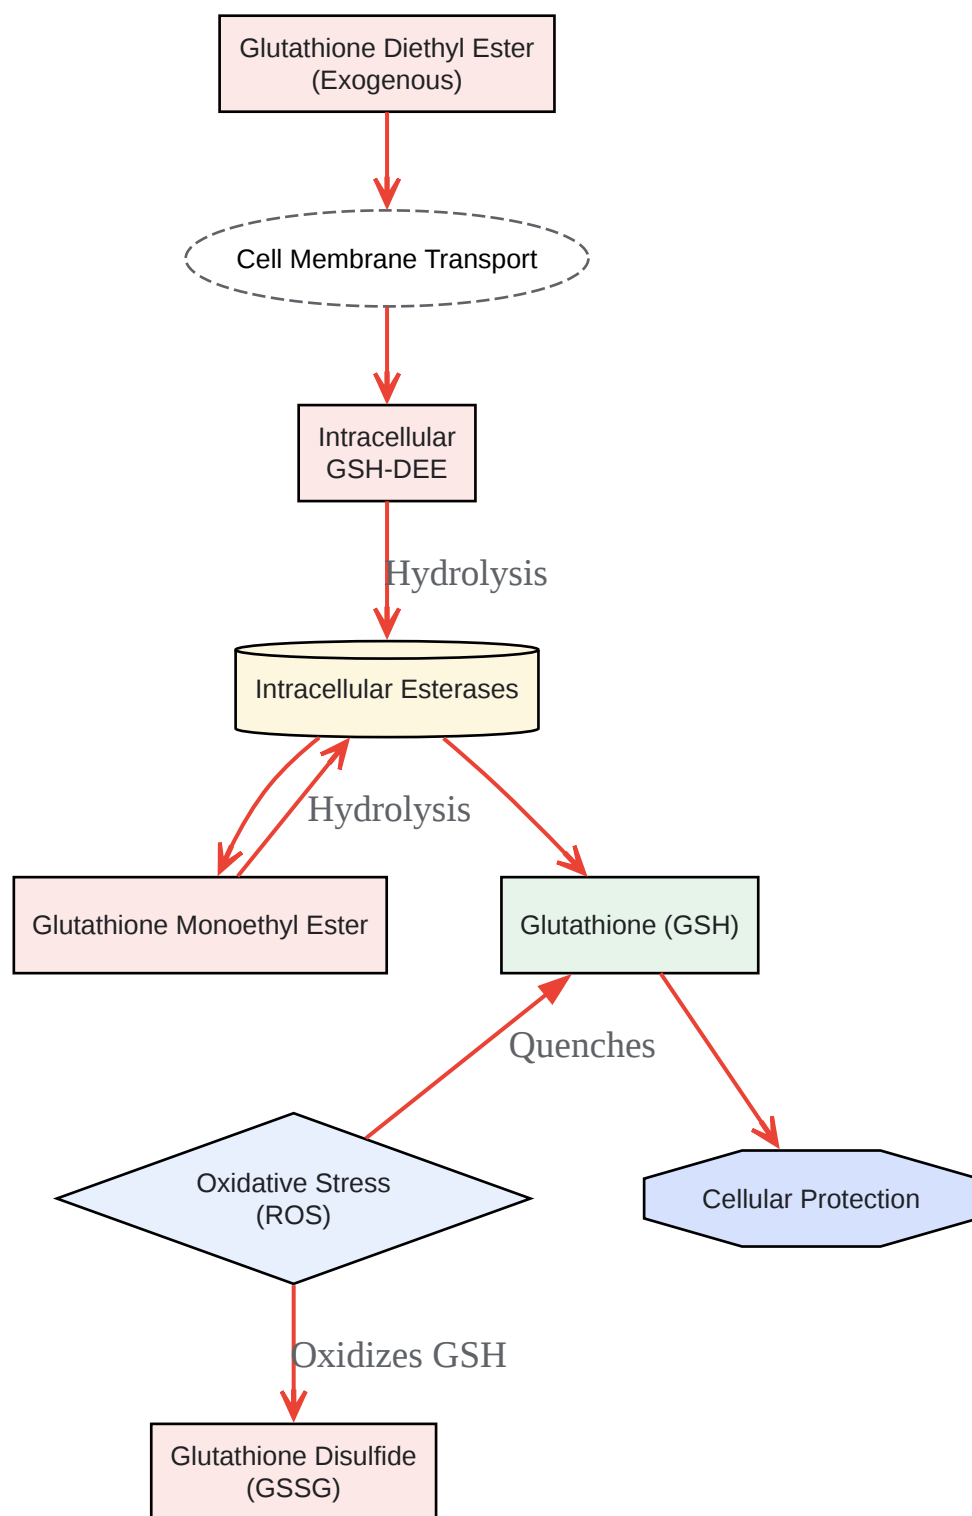 Glutathione Diethyl Ester
(Exogenous)
Cell Membrane Transport
Intracellular
GSH-DEE
Hydrolysis
Intracellular Esterases
Hydrolysis
Glutathione Monoethyl Ester
Glutathione (GSH)
Quenches
Oxidative Stress
(ROS)
Cellular Protection
Oxidizes GSH
Glutathione Disulfide
(GSSG)